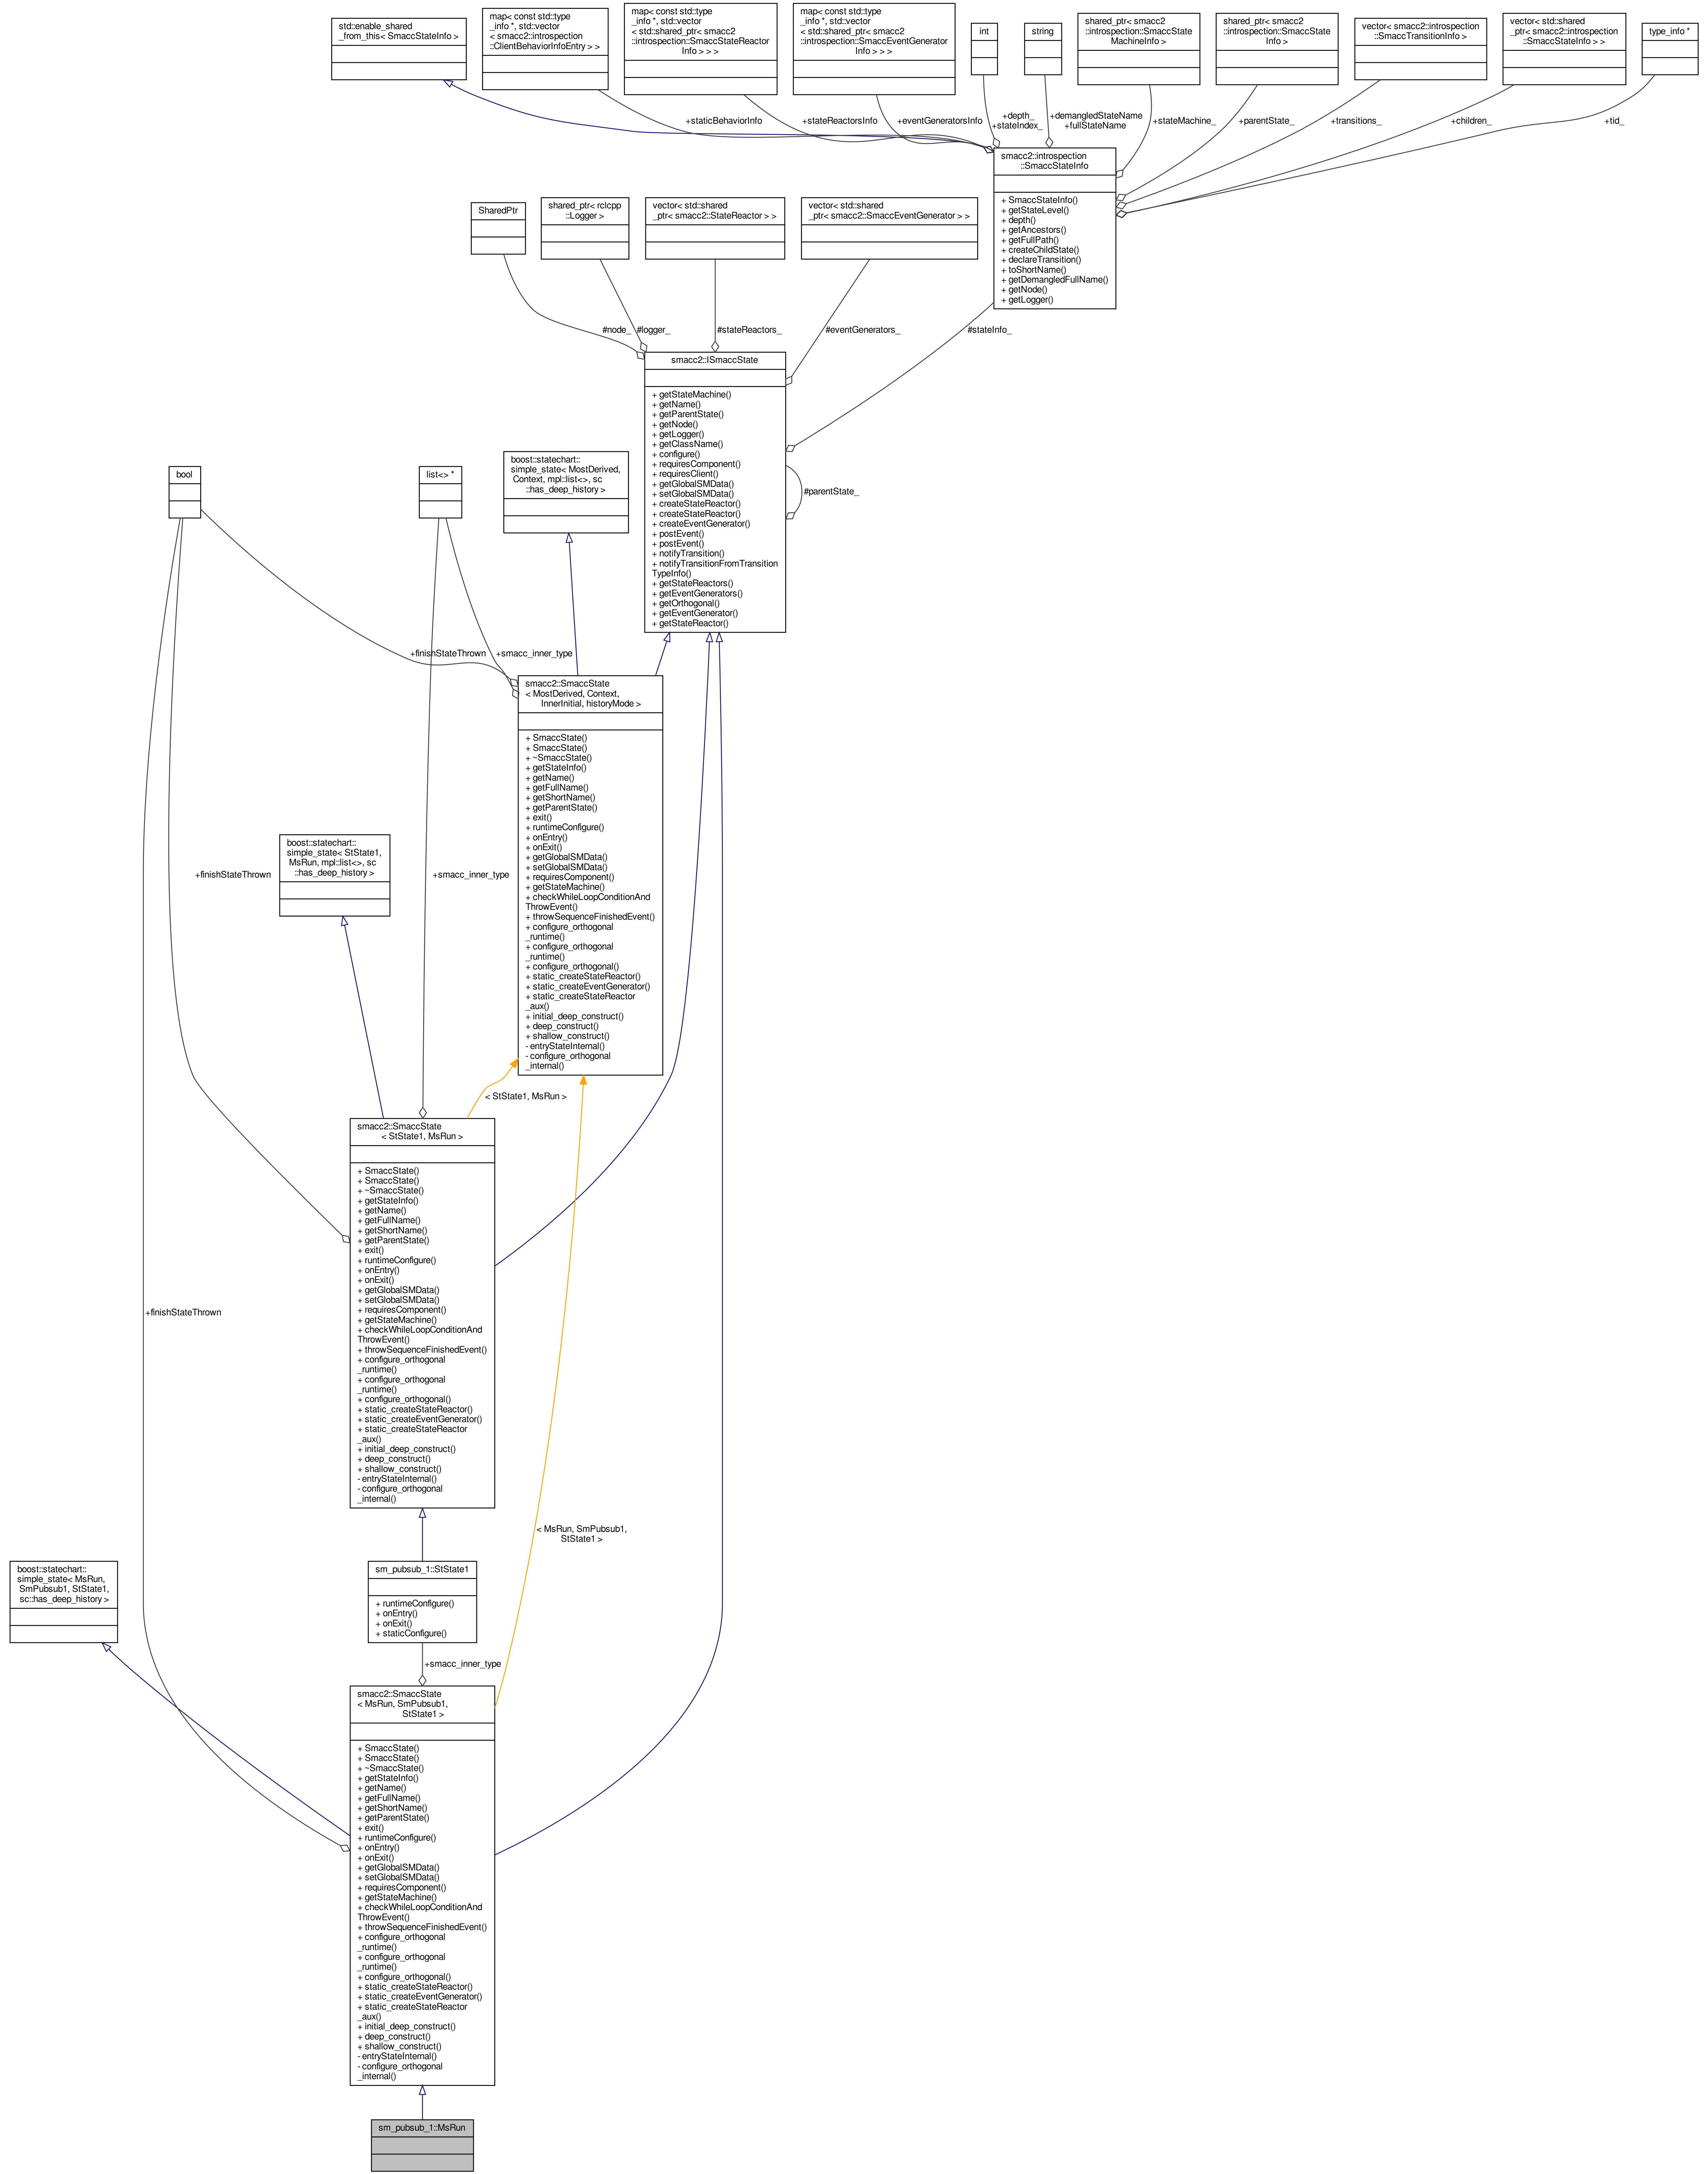 std::enable_shared
_from_this< SmaccStateInfo >
map< const std::type
_info *, std::vector
< smacc2::introspection
::ClientBehaviorInfoEntry > >
map< const std::type
_info *, std::vector
< std::shared_ptr< smacc2
::introspection::SmaccStateReactor
Info > > >
map< const std::type
_info *, std::vector
< std::shared_ptr< smacc2
::introspection::SmaccEventGenerator
Info > > >
int
string
shared_ptr< smacc2
::introspection::SmaccState
MachineInfo >
shared_ptr< smacc2
::introspection::SmaccState
Info >
vector< smacc2::introspection
::SmaccTransitionInfo >
vector< std::shared
_ptr< smacc2::introspection
::SmaccStateInfo > >
type_info *
+staticBehaviorInfo
+stateReactorsInfo
+eventGeneratorsInfo
+depth_
+stateIndex_
+demangledStateName
+fullStateName
+stateMachine_
+parentState_
+transitions_
+children_
+tid_
smacc2::introspection
::SmaccStateInfo
+ SmaccStateInfo()
+ getStateLevel()
+ depth()
+ getAncestors()
+ getFullPath()
+ createChildState()
+ declareTransition()
+ toShortName()
+ getDemangledFullName()
+ getNode()
+ getLogger()
SharedPtr
shared_ptr< rclcpp
::Logger >
vector< std::shared
_ptr< smacc2::StateReactor > >
vector< std::shared
_ptr< smacc2::SmaccEventGenerator > >
#node_
#logger_
#stateReactors_
#eventGenerators_
#stateInfo_
smacc2::ISmaccState
+ getStateMachine()
+ getName()
+ getParentState()
+ getNode()
+ getLogger()
+ getClassName()
+ configure()
+ requiresComponent()
+ requiresClient()
+ getGlobalSMData()
+ setGlobalSMData()
+ createStateReactor()
+ createStateReactor()
+ createEventGenerator()
+ postEvent()
+ postEvent()
+ notifyTransition()
+ notifyTransitionFromTransition
TypeInfo()
+ getStateReactors()
+ getEventGenerators()
+ getOrthogonal()
+ getEventGenerator()
+ getStateReactor()
#parentState_
bool
list<> *
boost::statechart::
simple_state< MostDerived,
Context, mpl::list<>, sc
::has_deep_history >
+finishStateThrown
+smacc_inner_type
smacc2::SmaccState
< MostDerived, Context,
InnerInitial, historyMode >
+ SmaccState()
+ SmaccState()
+ ~SmaccState()
+ getStateInfo()
+ getName()
+ getFullName()
+ getShortName()
+ getParentState()
+ exit()
+ runtimeConfigure()
+ onEntry()
+ onExit()
+ getGlobalSMData()
+ setGlobalSMData()
+ requiresComponent()
+ getStateMachine()
+ checkWhileLoopConditionAnd
ThrowEvent()
+ throwSequenceFinishedEvent()
+ configure_orthogonal
_runtime()
+ configure_orthogonal
_runtime()
+ configure_orthogonal()
+ static_createStateReactor()
+ static_createEventGenerator()
+ static_createStateReactor
_aux()
+ initial_deep_construct()
+ deep_construct()
+ shallow_construct()
- entryStateInternal()
- configure_orthogonal
_internal()
boost::statechart::
simple_state< StState1,
MsRun, mpl::list<>, sc
::has_deep_history >
+finishStateThrown
+smacc_inner_type
< StState1, MsRun >
smacc2::SmaccState
< StState1, MsRun >
+ SmaccState()
+ SmaccState()
+ ~SmaccState()
+ getStateInfo()
+ getName()
+ getFullName()
+ getShortName()
+ getParentState()
+ exit()
+ runtimeConfigure()
+ onEntry()
+ onExit()
+ getGlobalSMData()
+ setGlobalSMData()
+ requiresComponent()
+ getStateMachine()
+ checkWhileLoopConditionAnd
ThrowEvent()
+ throwSequenceFinishedEvent()
+ configure_orthogonal
_runtime()
+ configure_orthogonal
_runtime()
+ configure_orthogonal()
+ static_createStateReactor()
+ static_createEventGenerator()
+ static_createStateReactor
_aux()
+ initial_deep_construct()
+ deep_construct()
+ shallow_construct()
- entryStateInternal()
- configure_orthogonal
_internal()
+finishStateThrown
< MsRun, SmPubsub1,
StState1 >
boost::statechart::
simple_state< MsRun,
SmPubsub1, StState1,
sc::has_deep_history >
sm_pubsub_1::StState1
+ runtimeConfigure()
+ onEntry()
+ onExit()
+ staticConfigure()
+smacc_inner_type
smacc2::SmaccState
< MsRun, SmPubsub1,
StState1 >
+ SmaccState()
+ SmaccState()
+ ~SmaccState()
+ getStateInfo()
+ getName()
+ getFullName()
+ getShortName()
+ getParentState()
+ exit()
+ runtimeConfigure()
+ onEntry()
+ onExit()
+ getGlobalSMData()
+ setGlobalSMData()
+ requiresComponent()
+ getStateMachine()
+ checkWhileLoopConditionAnd
ThrowEvent()
+ throwSequenceFinishedEvent()
+ configure_orthogonal
_runtime()
+ configure_orthogonal
_runtime()
+ configure_orthogonal()
+ static_createStateReactor()
+ static_createEventGenerator()
+ static_createStateReactor
_aux()
+ initial_deep_construct()
+ deep_construct()
+ shallow_construct()
- entryStateInternal()
- configure_orthogonal
_internal()
sm_pubsub_1::MsRun